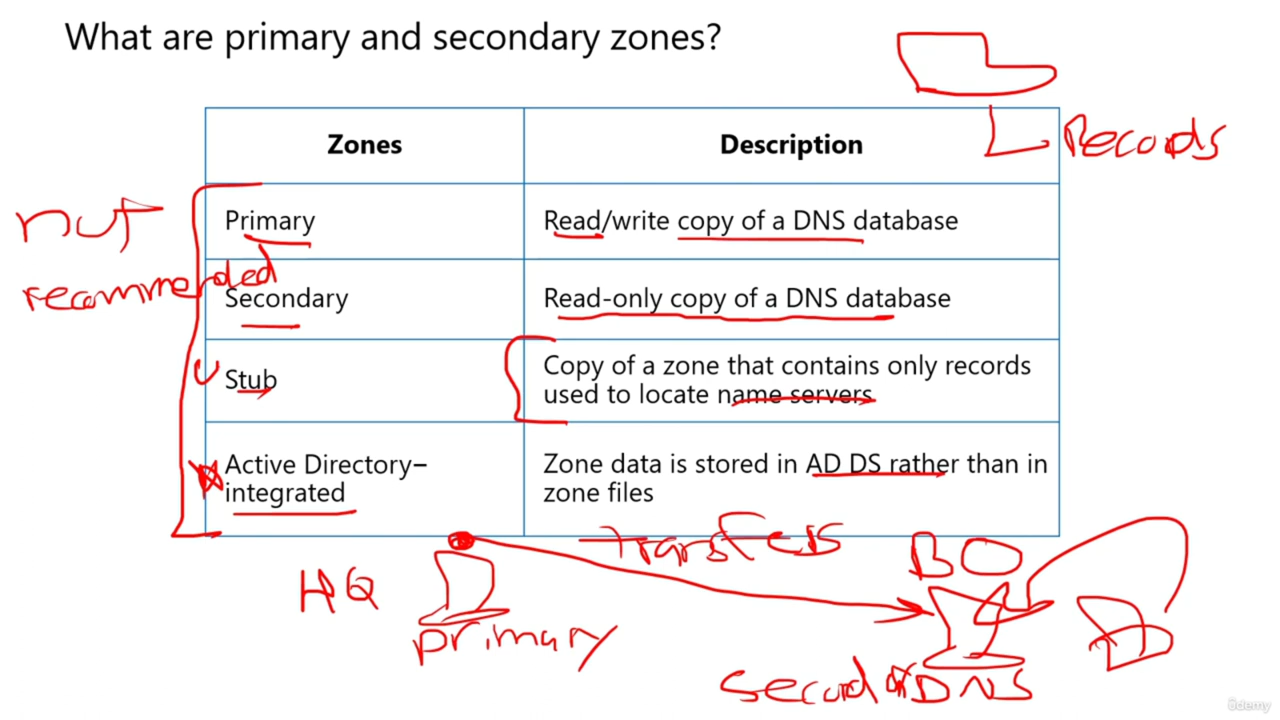 What are primary and secondary zones?
Zones
Description
Records
Primary
Read/write copy of a DNS database
not
recommended
Secondary
Read-only copy of a DNS database
Stub
Copy of a zone that contains only records
used to locate name servers
Active Directory–
integrated
Zone data is stored in AD DS rather than in
zone files
transfers
BO
HQ
primary
DNS
ûdemy